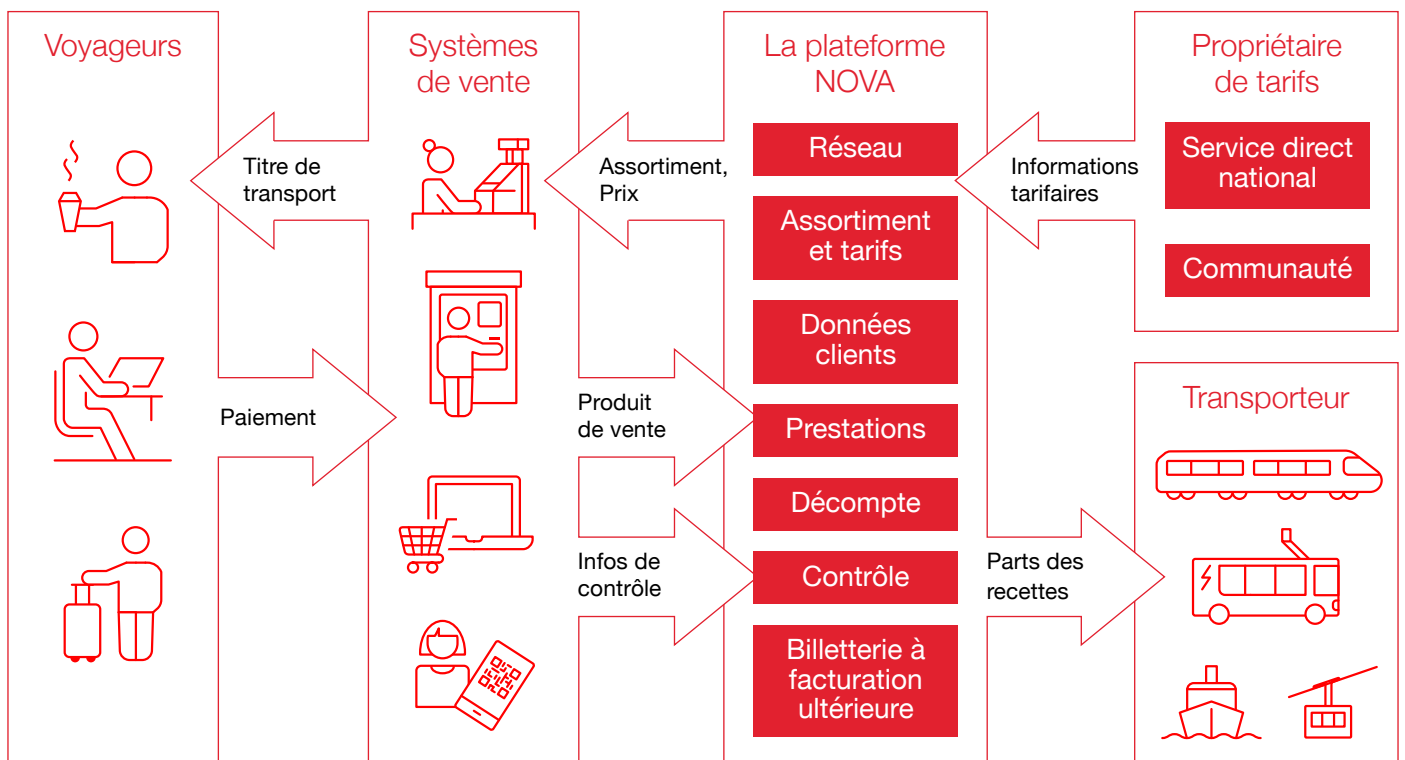 Voyageurs
Titre de
transport
Paiement
Systèmes
de vente
Assortiment,
Prix
Produit
de vente
Infos de
contrôle
La plateforme
NOVA
Réseau
Assortiment
et tarifs
Données
clients
Prestations
Décompte
Contrôle
Billetterie à
facturation
ultérieure
Informations
tarifaires
Parts des
recettes
Propriétaire
de tarifs
Service direct
national
Communauté
Transporteur